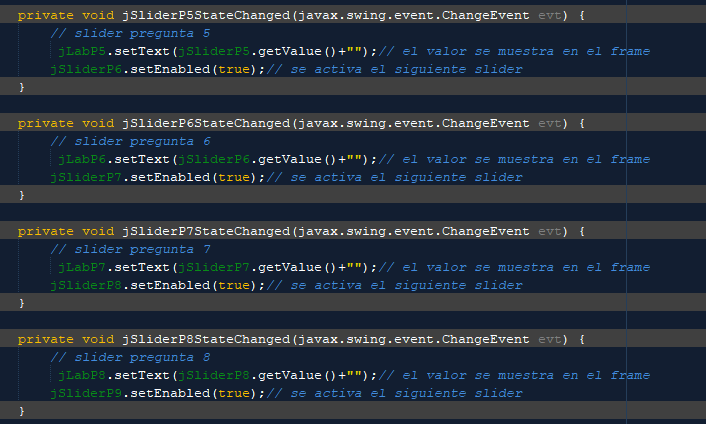 private void jSliderP5StateChanged(javax.swing.event.ChangeEvent evt) {
// slider pregunta 5
jLabP5.setText(jSliderP5.getValue()+"");// el valor se muestra en el frame
jSliderP6.setEnabled(true);// se activa el siguiente slider
}
private void jSliderP6StateChanged(javax.swing.event.ChangeEvent evt) {
// slider pregunta 6
jLabP6.setText(jSliderP6.getValue()+"");// el valor se muestra en el frame
jSliderP7.setEnabled(true);// se activa el siguiente slider
}
private void jSliderP7StateChanged(javax.swing.event.ChangeEvent evt) {
// slider pregunta 7
jLabP7.setText(jSliderP7.getValue()+"");// el valor se muestra en el frame
jSliderP8.setEnabled(true);// se activa el siguiente slider
}
private void jSliderP8StateChanged(javax.swing.event.ChangeEvent evt) {
// slider pregunta 8
jLabP8.setText(jSliderP8.getValue()+"");// el valor se muestra en el frame
jSliderP9.setEnabled(true);// se activa el siguiente slider
}